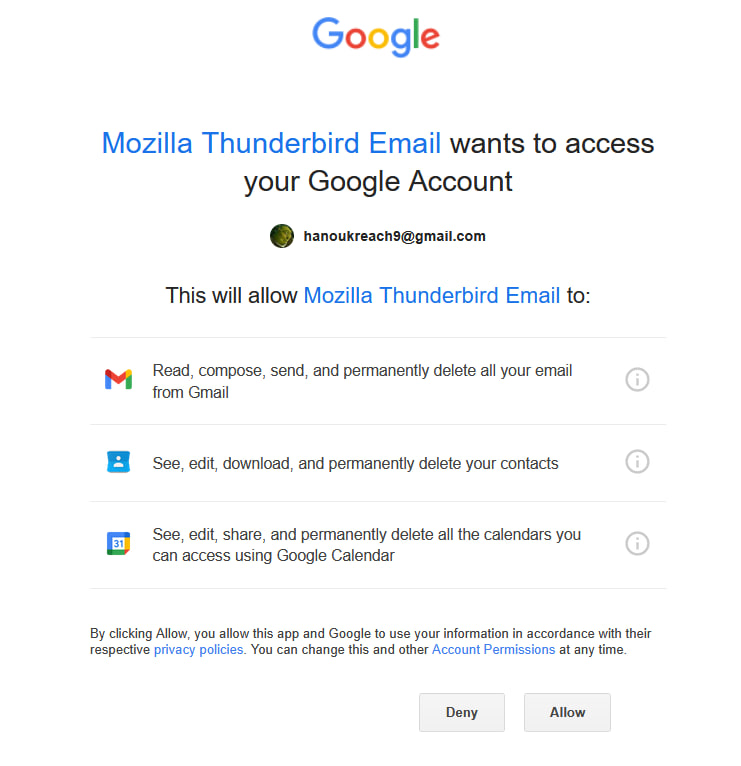 Google
Mozilla Thunderbird Email wants to access
your Google Account
hanoukreach9@gmail.com
This will allow Mozilla Thunderbird Email to:
Read, compose, send, and permanently delete all your email
from Gmail
See, edit, download, and permanently delete your contacts
31
See, edit, share, and permanently delete all the calendars you
can access using Google Calendar
By clicking Allow, you allow this app and Google to use your information in accordance with their
respective privacy policies. You can change this and other Account Permissions at any time.
Deny Allow